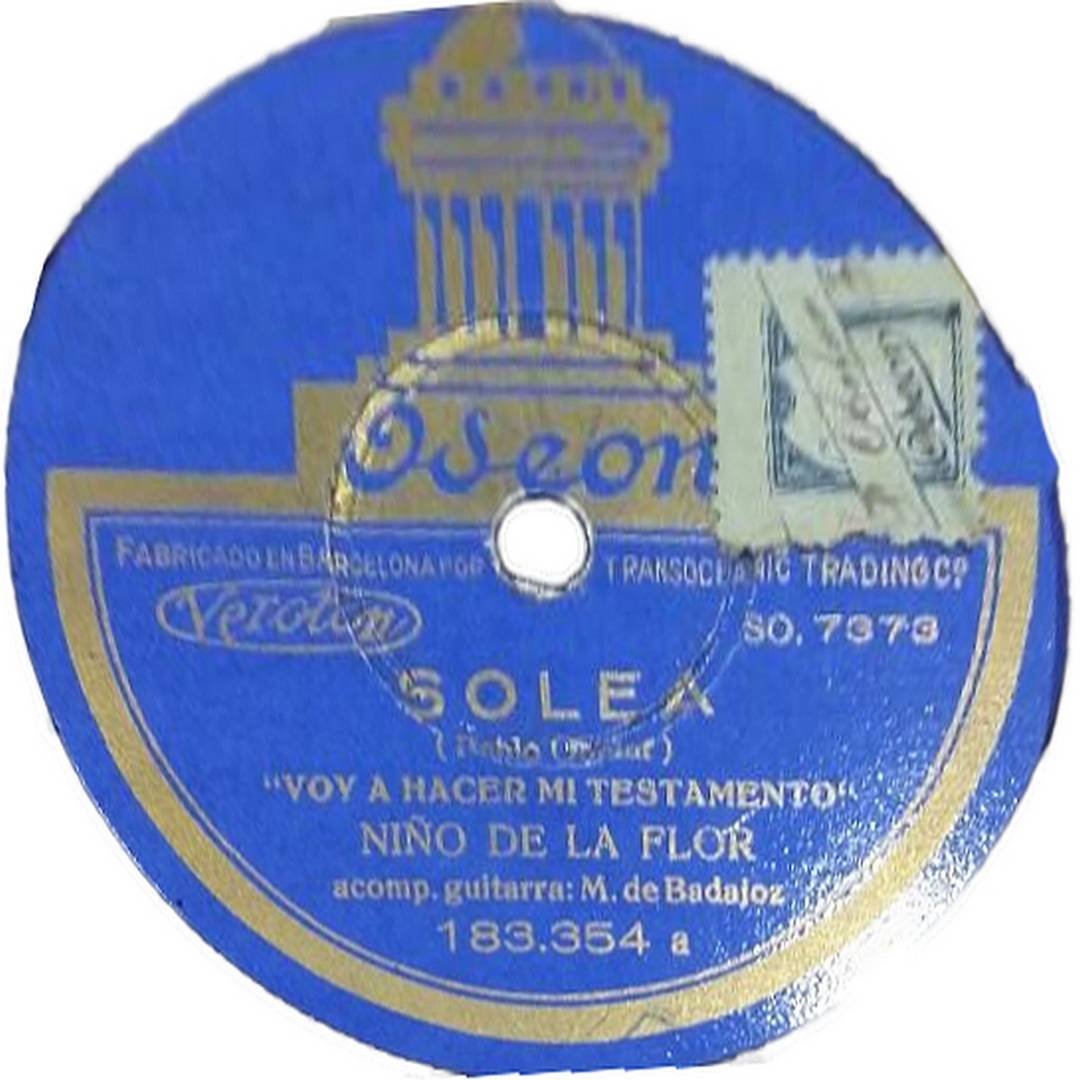 Odeon
FABRICADO EN BARCELONA POR TRANSOCEANIC TRADING Cº
Veroton
SO. 7373
SOLEA
"VOY A HACER MI TESTAMENTO"
NIÑO DE LA FLOR
acomp. guitarra: M. de Badajoz
183.354 a